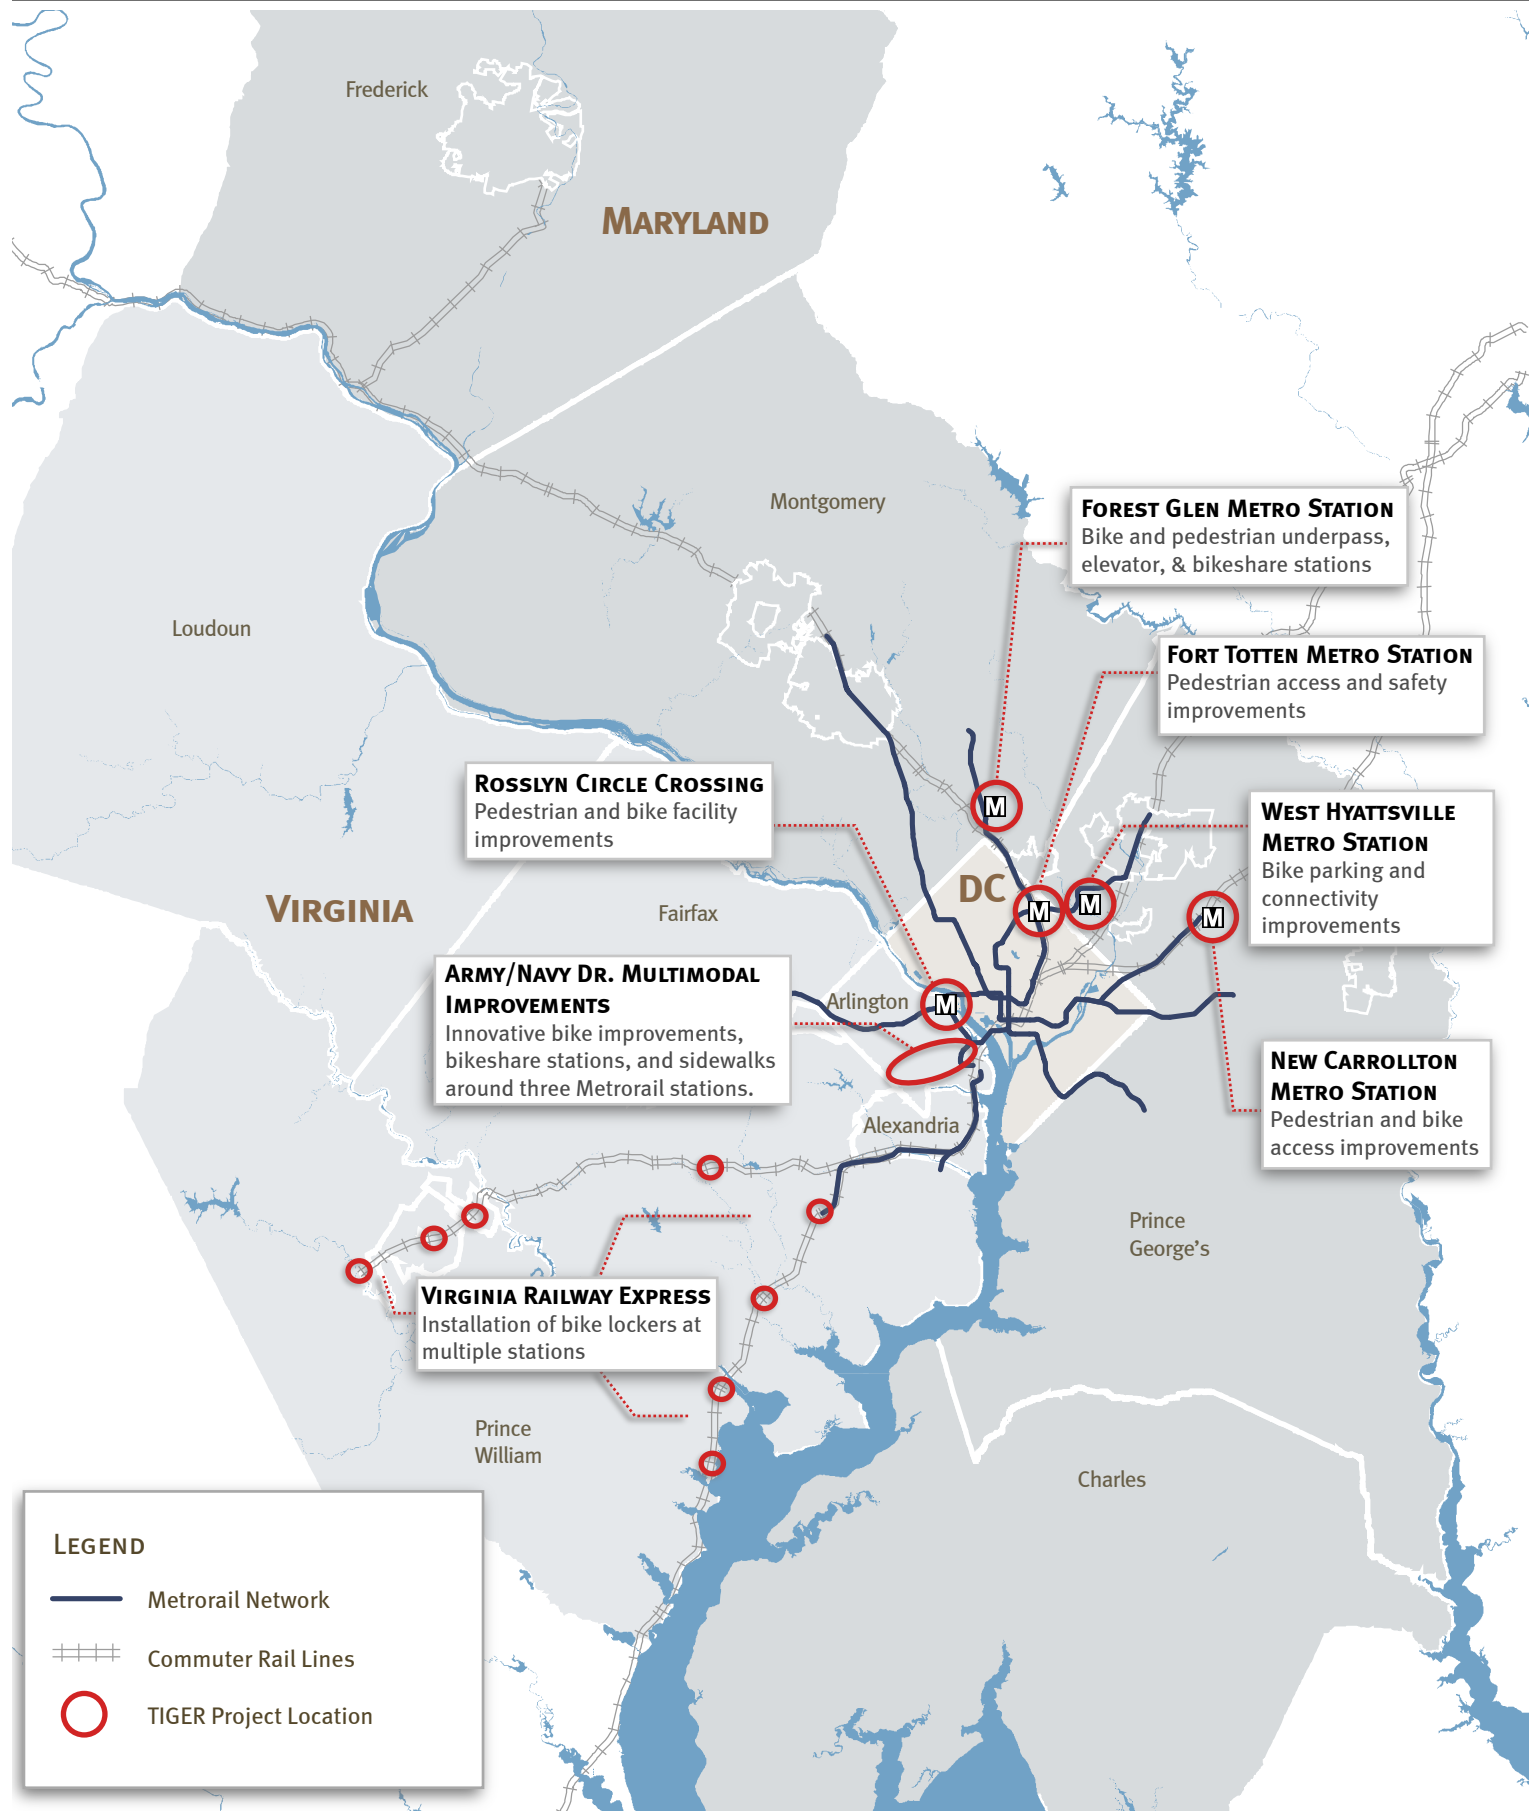 Frederick
MARYLAND
Montgomery
FOREST GLEN METRO STATION
Bike and pedestrian underpass,
elevator, & bikeshare stations
Loudoun
FORT TOTTEN METRO STATION
Pedestrian access and safety
improvements
ROSSLYN CIRCLE CROSSING
Pedestrian and bike facility
improvements
M
WEST HYATTSVILLE
METRO STATION
Bike parking and
connectivity
improvements
DC
VIRGINIA
Fairfax
M
M
M
ARMY/NAVY DR. MULTIMODAL
IMPROVEMENTS
Innovative bike improvements,
bikeshare stations, and sidewalks
around three Metrorail stations.
Arlington
M
NEW CARROLLTON
METRO STATION
Pedestrian and bike
access improvements
Alexandria
Prince
George's
VIRGINIA RAILWAY EXPRESS
Installation of bike lockers at
multiple stations
Prince
William
Charles
LEGEND
Metrorail Network
Commuter Rail Lines
TIGER Project Location